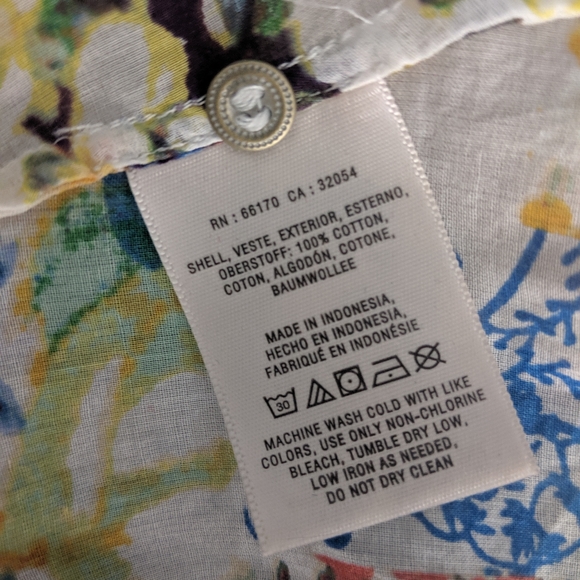 RN : 66170 CA : 32054
SHELL, VESTE, EXTERIOR, ESTERNO,
OBERSTOFF: 100% COTTON,
COTON, ALGODÓN, COTONE,
BAUMWOLLEE
MADE IN INDONESIA,
HECHO EN INDONESIA,
FABRIQUÉ EN INDONÉSIE
30
MACHINE WASH COLD WITH LIKE
COLORS, USE ONLY NON-CHLORINE
BLEACH, TUMBLE DRY LOW,
LOW IRON AS NEEDED,
DO NOT DRY CLEAN